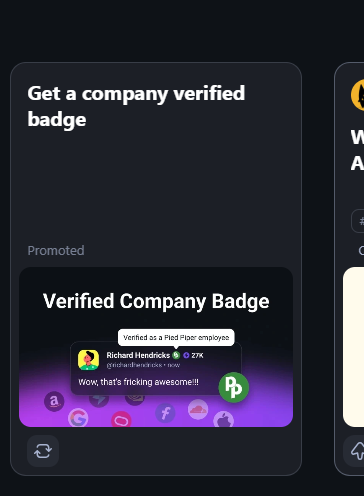 Get a company verified
badge
Promoted
Verified Company Badge
Verified as a Pied Piper employee
Richard Hendricks 27K
@richardhendricks • now
Wow, that's fricking awesome!!!